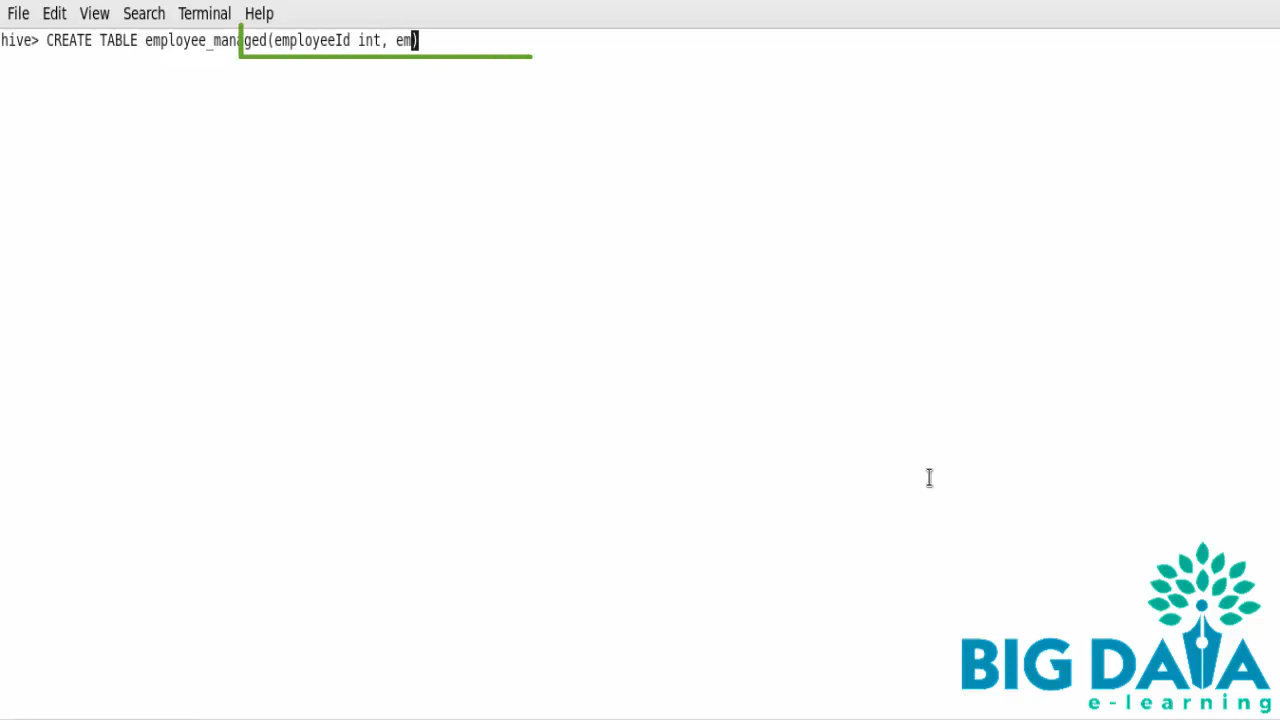 File Edit View Search Terminal Help
hive> CREATE TABLE employee_managed(employeeId int, em)
BIG DATA
e-learning